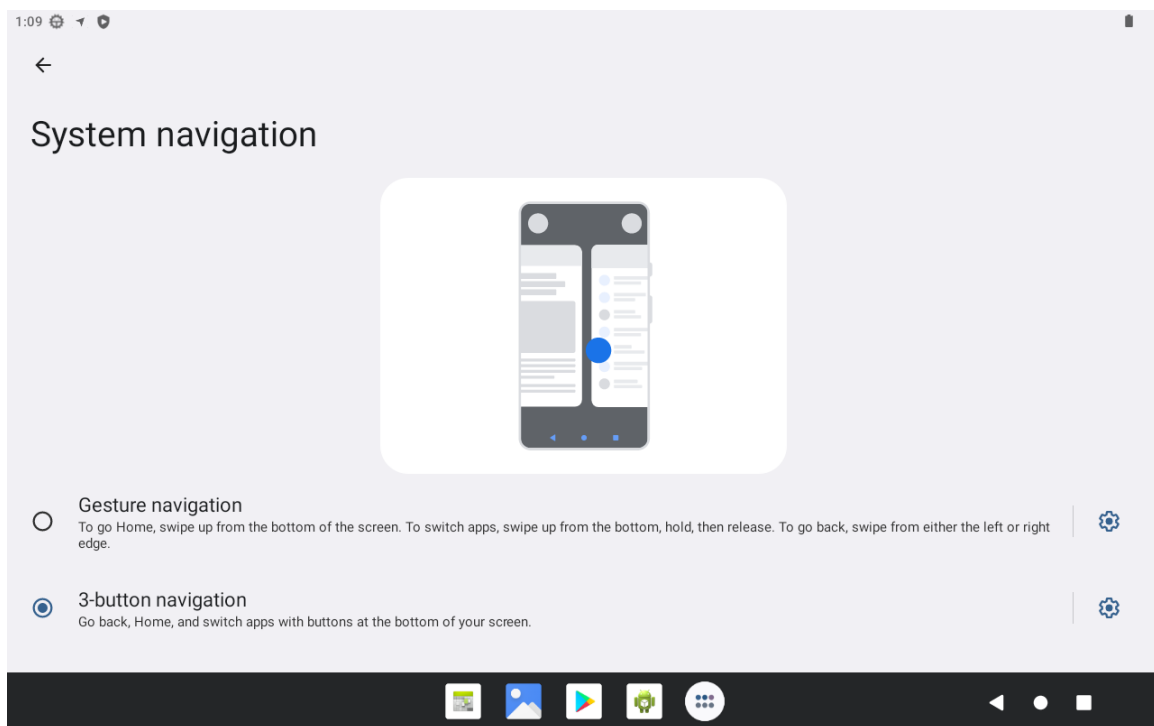 1:09
System navigation
Gesture navigation
To go Home, swipe up from the bottom of the screen. To switch apps, swipe up from the bottom, hold, then release. To go back, swipe from either the left or right
edge.
3-button navigation
Go back, Home, and switch apps with buttons at the bottom of your screen.